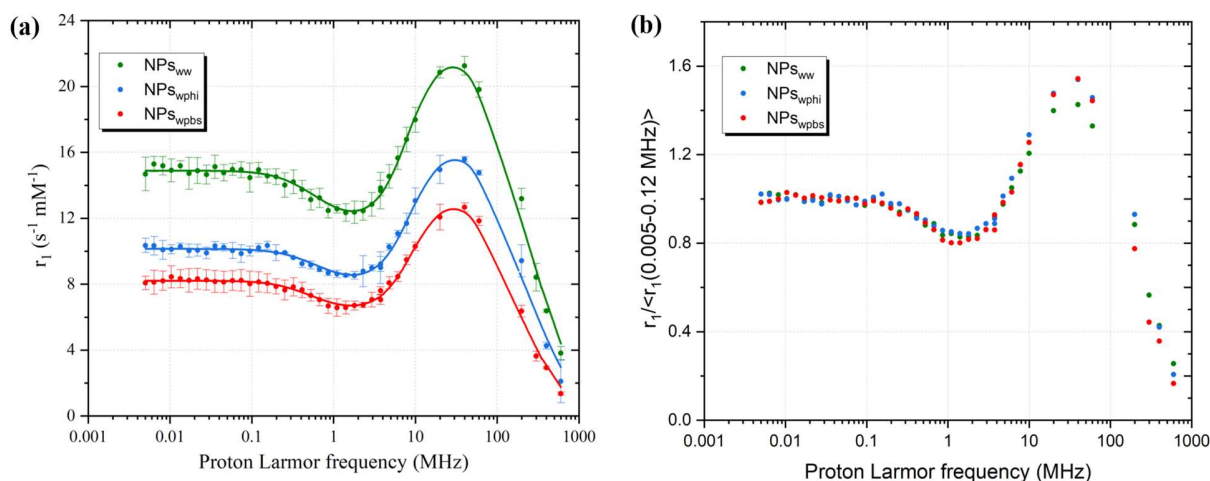 (a)
24
20
16
12
8
4
0
r₁ (s⁻¹ mM⁻¹)
NPsww
NPswphi
NPswpbs
0.001 0.01 0.1 1 10 100 1000
Proton Larmor frequency (MHz)
(b)
1.6
1.2
0.8
0.4
0.0
r₁/<r₁(0.005-0.12 MHz)>
NPsww
NPswphi
NPswpbs
0.001 0.01 0.1 1 10 100 1000
Proton Larmor frequency (MHz)